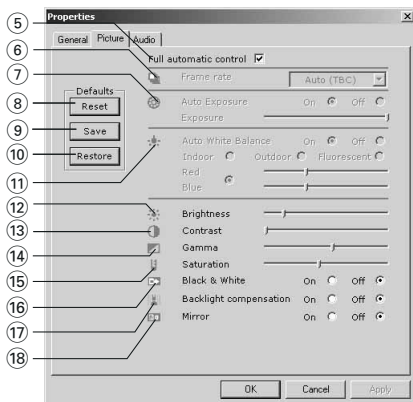 Properties
General Picture Audio
5
Full automatic control
6
Frame rate Auto (TBC)
7
Defaults
Auto Exposure On Off
8
Reset
Exposure
9
Save
10
Restore
Auto White Balance On Off
Indoor Outdoor Fluorescent
11
Red
Blue
12
Brightness
13
Contrast
14
Gamma
15
Saturation
16
Black & White On Off
17
Backlight compensation On Off
18
Mirror On Off
OK Cancel Apply